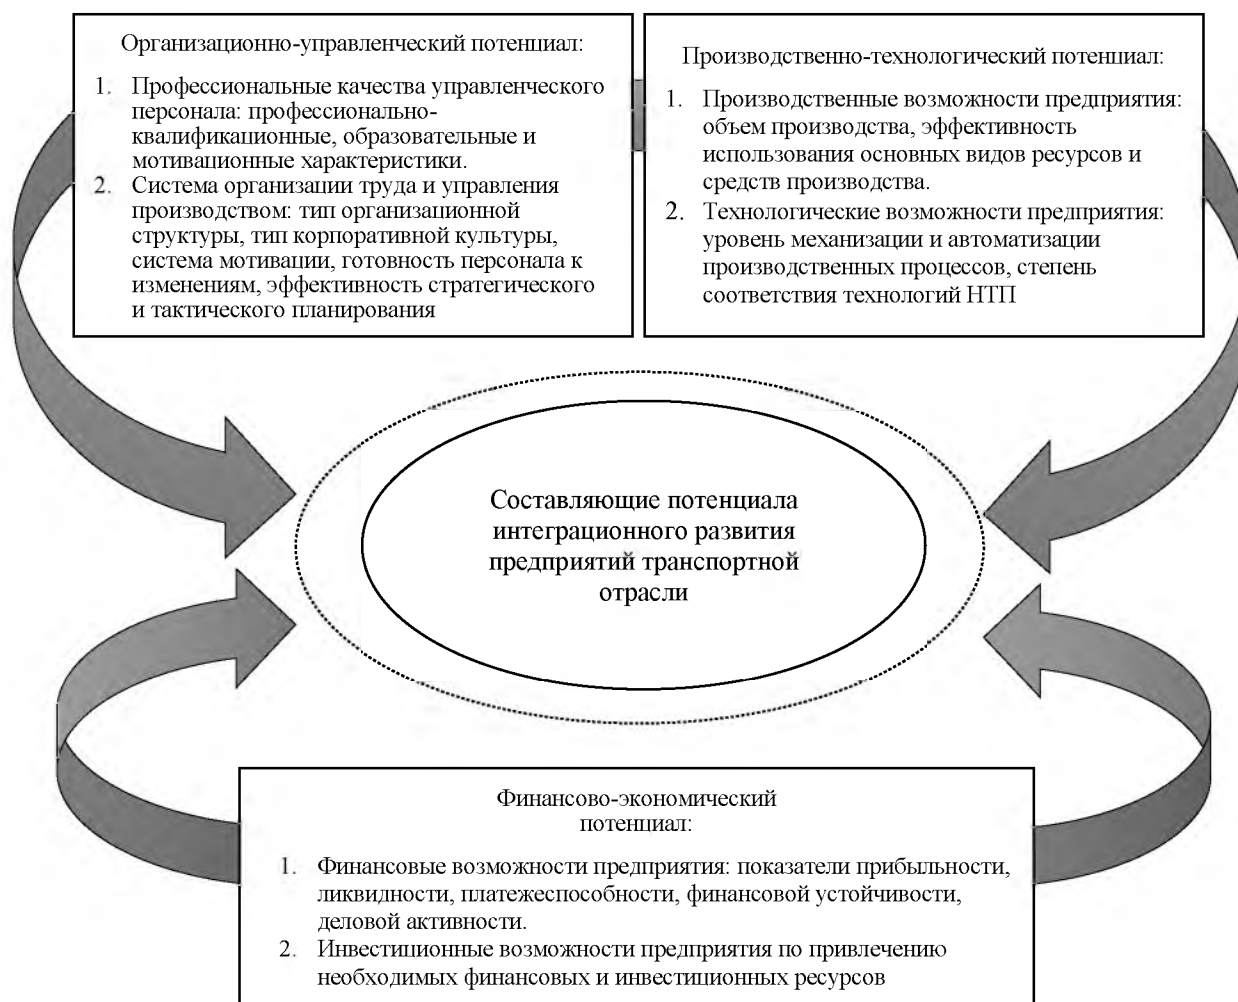 Организационно-управленческий потенциал:
1. Профессиональные качества управленческого
персонала: профессионально-
квалификационные, образовательные и
мотивационные характеристики.
2. Система организации труда и управления
производством: тип организационной
структуры, тип корпоративной культуры,
система мотивации, готовность персонала к
изменениям, эффективность стратегического
и тактического планирования
Производственно-технологический потенциал:
1. Производственные возможности предприятия:
объем производства, эффективность
использования основных видов ресурсов и
средств производства.
2. Технологические возможности предприятия:
уровень механизации и автоматизации
производственных процессов, степень
соответствия технологий НТП
Составляющие потенциала
интеграционного развития
предприятий транспортной
отрасли
Финансово-экономический
потенциал:
1. Финансовые возможности предприятия: показатели прибыльности,
ликвидности, платежеспособности, финансовой устойчивости,
деловой активности.
2. Инвестиционные возможности предприятия по привлечению
необходимых финансовых и инвестиционных ресурсов